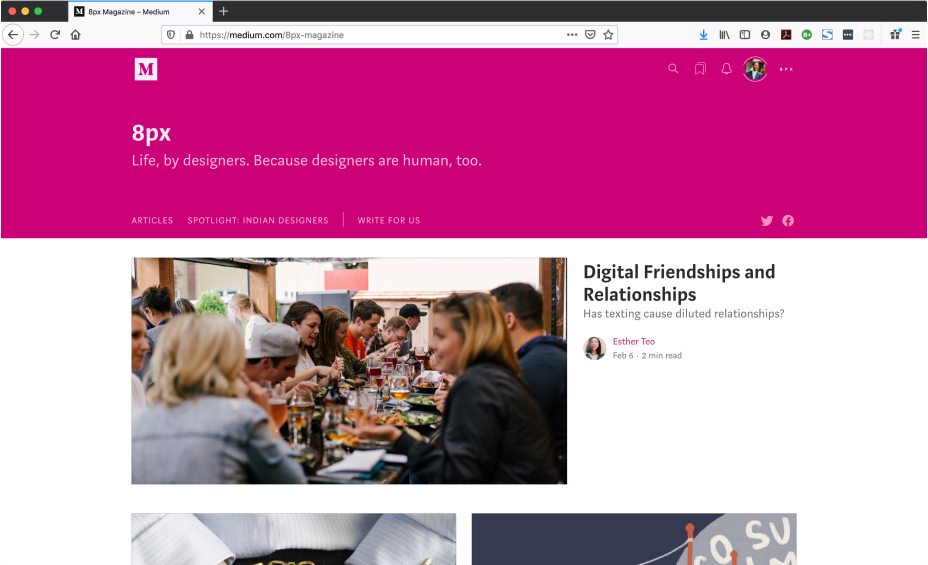 8px Magazine – Medium
https://medium.com/8px-magazine
M
8px
Life, by designers. Because designers are human, too.
ARTICLES SPOTLIGHT: INDIAN DESIGNERS WRITE FOR US
Digital Friendships and
Relationships
Has texting cause diluted relationships?
Esther Teo
Feb 6 · 2 min read
CO SU